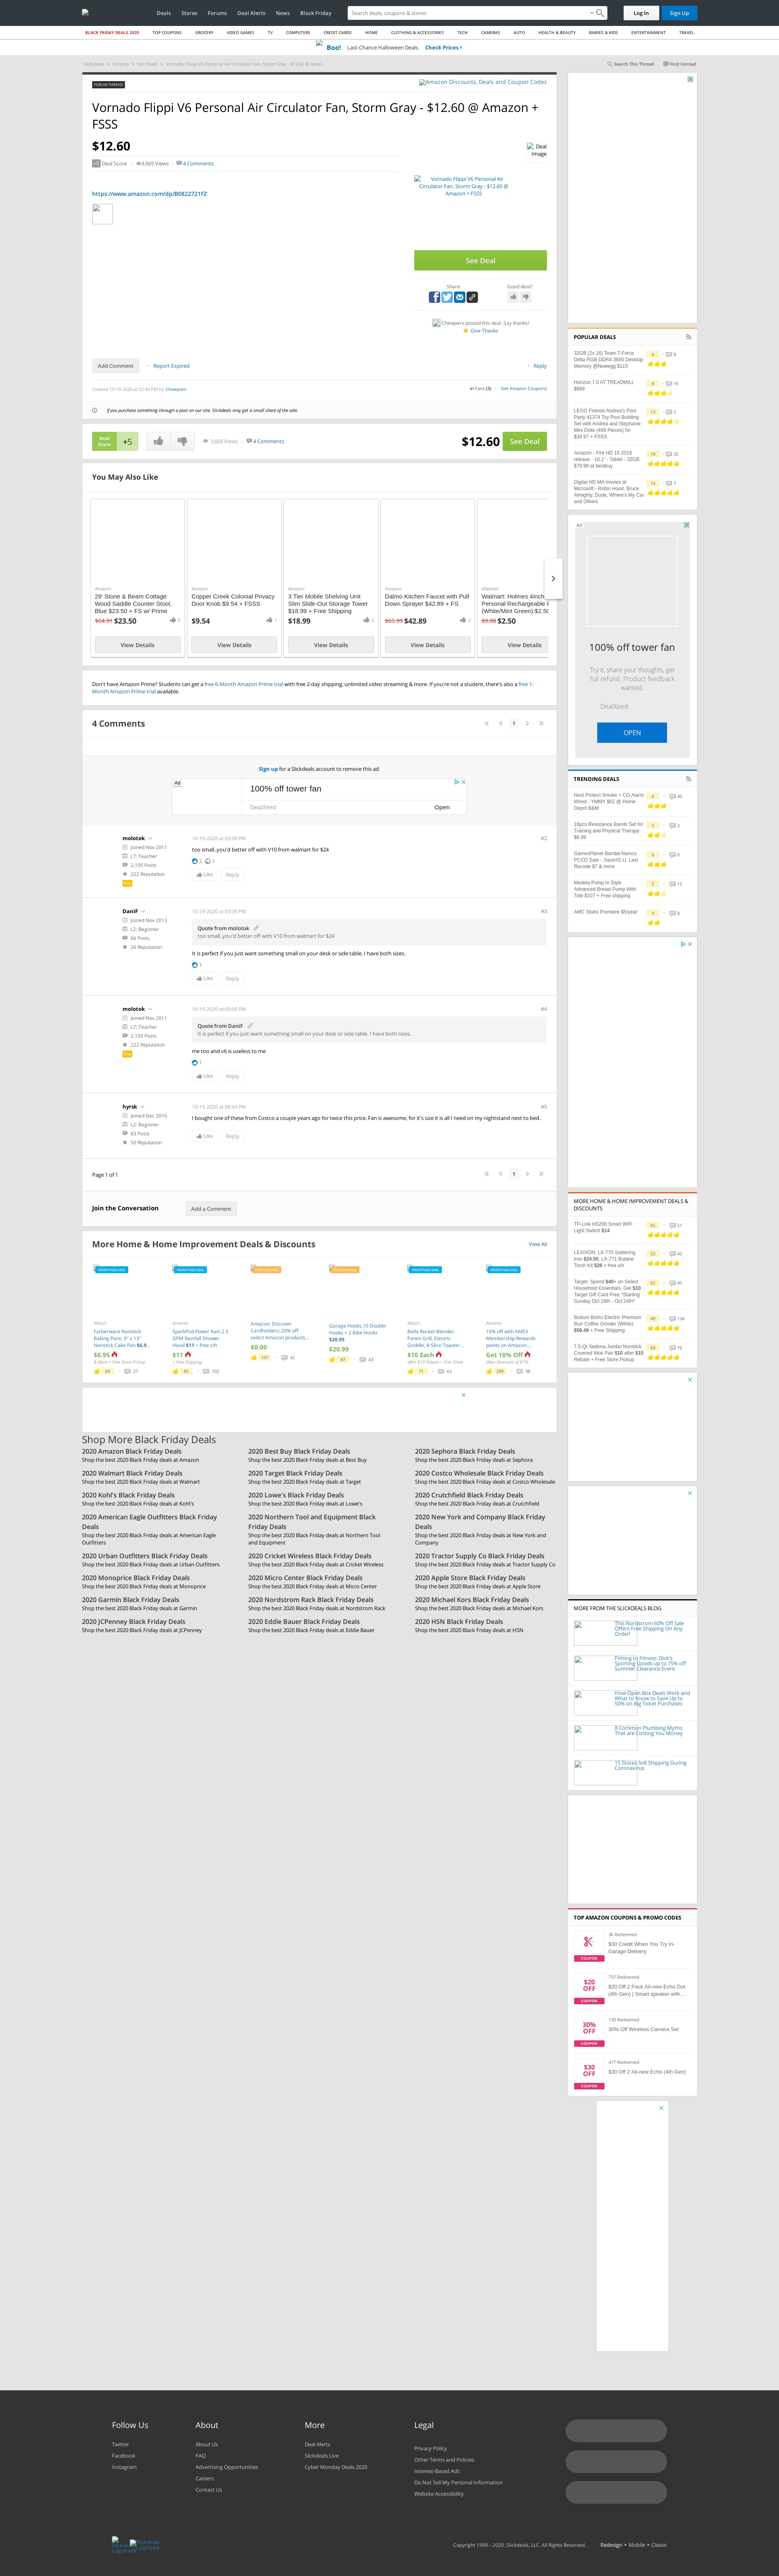 Deals Stores Forums Deal Alerts News Black Friday
Search deals, coupons & stores
Log In
Sign Up
BLACK FRIDAY DEALS 2020 TOP COUPONS GROCERY VIDEO GAMES TV COMPUTERS CREDIT CARDS HOME CLOTHING & ACCESSORIES TECH CAMERAS AUTO HEALTH & BEAUTY BABIES & KIDS ENTERTAINMENT TRAVEL
Boo! Last-Chance Halloween Deals. Check Prices ›
Slickdeals › Forums › Hot Deals › Vornado Flippi V6 Personal Air Circulator Fan, Storm Gray - $12.60 @ Amaz...
Search This Thread
First Unread
FORUM THREAD
Amazon Discounts, Deals and Coupon Codes
Vornado Flippi V6 Personal Air Circulator Fan, Storm Gray - $12.60 @ Amazon +
FSSS
$12.60
+5 Deal Score
3,669 Views
4 Comments
Deal
Image
https://www.amazon.com/dp/B0822721FZ
Vornado Flippi V6 Personal Air
Circulator Fan, Storm Gray - $12.60 @
Amazon + FSSS
See Deal
Share
Good deal?
Chewpers posted this deal. Say thanks!
Give Thanks
Add Comment
Report Expired
Reply
Created 10-19-2020 at 02:44 PM by Chewpers
in Fans (3)
Get Amazon Coupons
If you purchase something through a post on our site, Slickdeals may get a small share of the sale.
Deal
Score
+5
3,669 Views
4 Comments
$12.60
See Deal
You May Also Like
Amazon
29' Stone & Beam Cottage
Wood Saddle Counter Stool,
Blue $23.50 + FS w/ Prime
$64.91 $23.50
View Details
Amazon
Copper Creek Colonial Privacy
Door Knob $9.54 + FSSS
$9.54
View Details
Amazon
3 Tier Mobile Shelving Unit
Slim Slide-Out Storage Tower
$18.99 + Free Shipping
$18.99
View Details
Amazon
Dalmo Kitchen Faucet with Pull
Down Sprayer $42.89 + FS
$65.99 $42.89
View Details
Walmart
Walmart: Holmes 4inch
Personal Rechargeable F
(White/Mint Green) $2.50
$9.88 $2.50
View Details
Don't have Amazon Prime? Students can get a free 6-Month Amazon Prime trial with free 2-day shipping, unlimited video streaming & more. If you're not a student, there's also a free 1-
Month Amazon Prime trial available.
4 Comments
1
Sign up for a Slickdeals account to remove this ad.
Ad
100% off tower fan
DealXeed
Open
molotok
Joined Nov 2011
L7: Teacher
2,105 Posts
222 Reputation
Pro
10-19-2020 at 03:08 PM
#2
too small..you'd better off with V10 from walmart for $24
2
1
Like
Reply
DaniF
Joined Nov 2013
L2: Beginner
66 Posts
26 Reputation
10-19-2020 at 03:30 PM
#3
Quote from molotok
too small..you'd better off with V10 from walmart for $24
It is perfect if you just want something small on your desk or side table. I have both sizes.
1
Like
Reply
molotok
Joined Nov 2011
L7: Teacher
2,105 Posts
222 Reputation
Pro
10-19-2020 at 05:09 PM
#4
Quote from DaniF
It is perfect if you just want something small on your desk or side table. I have both sizes.
me too and v6 is useless to me
1
Like
Reply
hyrsk
Joined Dec 2016
L2: Beginner
83 Posts
50 Reputation
10-19-2020 at 08:04 PM
#5
I bought one of these from Costco a couple years ago for twice this price. Fan is awesome, for it's size it is all I need on my nightstand next to bed.
Like
Reply
Page 1 of 1
1
Join the Conversation
Add a Comment
More Home & Home Improvement Deals & Discounts
View All
FRONTPAGE DEAL
Macy's
Farberware Nonstick
Baking Pans: 9" x 13"
Nonstick Cake Pan $6.9...
$6.95
& More + Free Store Pickup
69
27
FRONTPAGE DEAL
Amazon
SparkPod Power Rain 2.5
GPM Rainfall Shower
Head $11 + free s/h
$11
+ Free Shipping
85
102
POPULAR DEAL
Amazon: Discover
Cardholders: 20% off
select Amazon products...
$0.00
147
42
POPULAR DEAL
Garage Hooks,10 Double
Hooks + 2 Bike Hooks
$20.99
$20.99
87
43
FRONTPAGE DEAL
Macy's
Bella Rocket Blender,
Panini Grill, Electric
Griddle, 4-Slice Toaster...
$10 Each
after $10 Rebate + Free Store
71
63
FRONTPAGE DEAL
Amazon
10% off with AMEX
Membership Rewards
points on Amazon...
Get 10% Off
(Max Discount of $10)
209
98
Shop More Black Friday Deals
2020 Amazon Black Friday Deals
Shop the best 2020 Black Friday deals at Amazon
2020 Best Buy Black Friday Deals
Shop the best 2020 Black Friday deals at Best Buy
2020 Sephora Black Friday Deals
Shop the best 2020 Black Friday deals at Sephora
2020 Walmart Black Friday Deals
Shop the best 2020 Black Friday deals at Walmart
2020 Target Black Friday Deals
Shop the best 2020 Black Friday deals at Target
2020 Costco Wholesale Black Friday Deals
Shop the best 2020 Black Friday deals at Costco Wholesale
2020 Kohl's Black Friday Deals
Shop the best 2020 Black Friday deals at Kohl's
2020 Lowe's Black Friday Deals
Shop the best 2020 Black Friday deals at Lowe's
2020 Crutchfield Black Friday Deals
Shop the best 2020 Black Friday deals at Crutchfield
2020 American Eagle Outfitters Black Friday
Deals
Shop the best 2020 Black Friday deals at American Eagle
Outfitters
2020 Northern Tool and Equipment Black
Friday Deals
Shop the best 2020 Black Friday deals at Northern Tool
and Equipment
2020 New York and Company Black Friday
Deals
Shop the best 2020 Black Friday deals at New York and
Company
2020 Urban Outfitters Black Friday Deals
Shop the best 2020 Black Friday deals at Urban Outfitters
2020 Cricket Wireless Black Friday Deals
Shop the best 2020 Black Friday deals at Cricket Wireless
2020 Tractor Supply Co Black Friday Deals
Shop the best 2020 Black Friday deals at Tractor Supply Co
2020 Monoprice Black Friday Deals
Shop the best 2020 Black Friday deals at Monoprice
2020 Micro Center Black Friday Deals
Shop the best 2020 Black Friday deals at Micro Center
2020 Apple Store Black Friday Deals
Shop the best 2020 Black Friday deals at Apple Store
2020 Garmin Black Friday Deals
Shop the best 2020 Black Friday deals at Garmin
2020 Nordstrom Rack Black Friday Deals
Shop the best 2020 Black Friday deals at Nordstrom Rack
2020 Michael Kors Black Friday Deals
Shop the best 2020 Black Friday deals at Michael Kors
2020 JCPenney Black Friday Deals
Shop the best 2020 Black Friday deals at JCPenney
2020 Eddie Bauer Black Friday Deals
Shop the best 2020 Black Friday deals at Eddie Bauer
2020 HSN Black Friday Deals
Shop the best 2020 Black Friday deals at HSN
POPULAR DEALS
32GB (2x 16) Team T-Force
Delta RGB DDR4 3600 Desktop
Memory @Newegg $115
6
8
Horizon 7.0 AT TREADMILL
$899
8
16
LEGO Friends Andrea's Pool
Party 41374 Toy Pool Building
Set with Andrea and Stephanie
Mini Dolls (468 Pieces) for
$34.97 + FSSS
13
2
Amazon - Fire HD 10 2019
release - 10.1" - Tablet - 32GB
$79.99 at bestbuy
19
30
Digital HD MA movies at
Microsoft - Robin Hood, Bruce
Almighty, Dude, Where's My Car
and Others
14
7
Ad
100% off tower fan
Try it, share your thoughts, get
full refund. Product feedback
wanted.
DealXeed
OPEN
TRENDING DEALS
Nest Protect Smoke + CO Alarm
Wired - YMMV $62 @ Home
Depot B&M
6
40
16pcs Resistance Bands Set for
Training and Physical Therapy
$8.99
5
3
GamesPlanet Bandai Namco
PCCD Sale - .hack//G.U. Last
Recode $7 & more
6
0
Medela Pump in Style
Advanced Breast Pump With
Tote $107 + Free shipping
5
15
AMC Stubs Premiere $5/year
4
8
MORE HOME & HOME IMPROVEMENT DEALS &
DISCOUNTS
TP-Link HS200 Smart WiFi
Light Switch $14
65
51
LEXIVON: LX-770 Soldering
Iron $24.50, LX-771 Butane
Torch Kit $26 + free s/h
53
43
Target: Spend $40+ on Select
Household Essentials, Get $10
Target Gift Card Free *Starting
Sunday Oct 18th - Oct 24th*
62
45
Bodum Bistro Electric Premium
Burr Coffee Grinder (White)
$59.49 + Free Shipping
49
134
7.5-Qt Sedona Jumbo Nonstick
Covered Wok Pan $10 after $10
Rebate + Free Store Pickup
59
76
MORE FROM THE SLICKDEALS BLOG
This Nordstrom 60% Off Sale
Offers Free Shipping On Any
Order!
Fishing to Fitness: Dick's
Sporting Goods up to 75% off
Summer Clearance Event
How Open Box Deals Work and
What to Know to Save Up to
50% on Big Ticket Purchases
8 Common Plumbing Myths
That are Costing You Money
15 Stores Still Shipping During
Coronavirus
TOP AMAZON COUPONS & PROMO CODES
COUPON
3k Redeemed
$30 Credit When You Try In-
Garage Delivery
$20
OFF
COUPON
737 Redeemed
$20 Off 2 Pack All-new Echo Dot
(4th Gen) | Smart speaker with...
30%
OFF
COUPON
130 Redeemed
30% Off Wireless Camera Set
$30
OFF
COUPON
477 Redeemed
$30 Off 2 All-new Echo (4th Gen)
Follow Us
Twitter
Facebook
Instagram
About
About Us
FAQ
Advertising Opportunities
Careers
Contact Us
More
Deal Alerts
Slickdeals Live
Cyber Monday Deals 2020
Legal
Privacy Policy
Other Terms and Policies
Interest-Based Ads
Do Not Sell My Personal Information
Website Accessibility
Copyright 1999 – 2020. Slickdeals, LLC. All Rights Reserved.
Redesign • Mobile • Classic